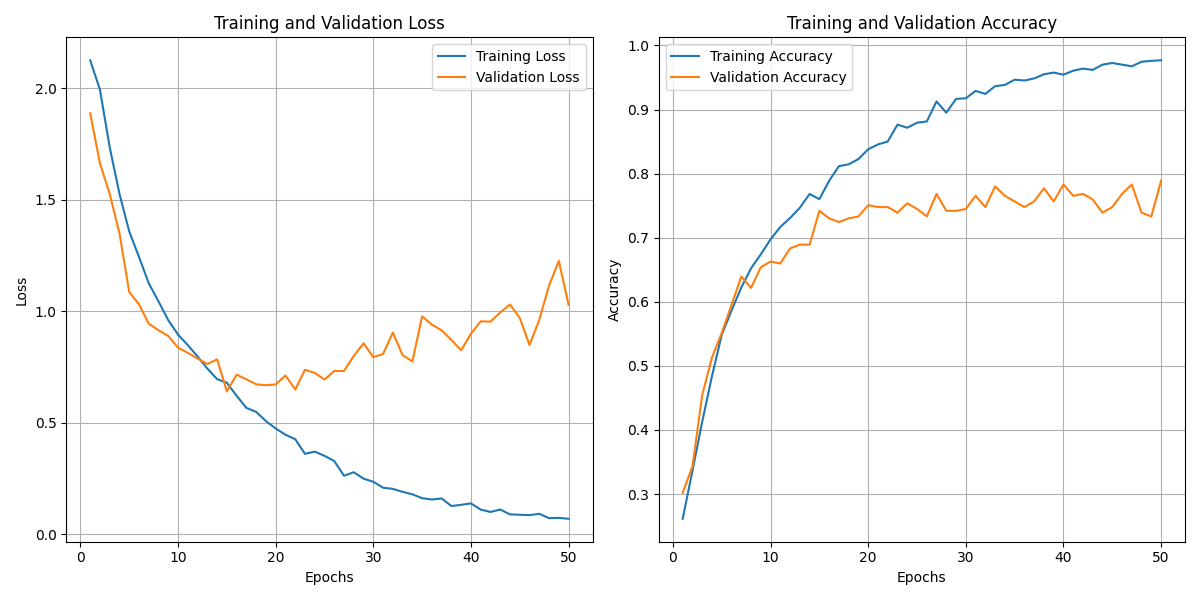 Training and Validation Loss
Training Loss
Validation Loss
2.0
1.5
1.0
0.5
0.0
Loss
0 10 20 30 40 50
Epochs
Training and Validation Accuracy
Training Accuracy
Validation Accuracy
1.0
0.9
0.8
0.7
0.6
0.5
0.4
0.3
Accuracy
0 10 20 30 40 50
Epochs